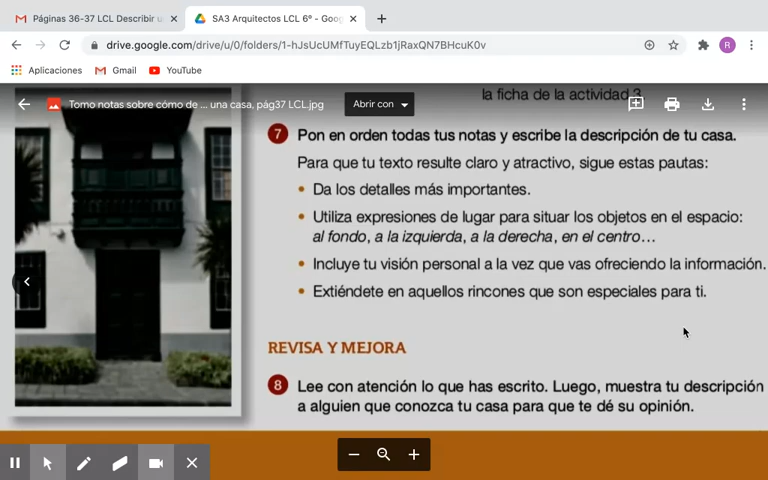 Páginas 36-37 LCL Describir u
SA3 Arquitectos LCL 6º - Goog
drive.google.com/drive/u/0/folders/1-hJsUcUMfTuyEQLzb1jRaxQN7BHcuK0v
R
Aplicaciones
Gmail
YouTube
la ficha de la actividad 3.
Tomo notas sobre cómo de ... una casa, pág37 LCL.jpg
Abrir con
7 Pon en orden todas tus notas y escribe la descripción de tu casa.
Para que tu texto resulte claro y atractivo, sigue estas pautas:
• Da los detalles más importantes.
• Utiliza expresiones de lugar para situar los objetos en el espacio:
al fondo, a la izquierda, a la derecha, en el centro…
• Incluye tu visión personal a la vez que vas ofreciendo la información.
• Extiéndete en aquellos rincones que son especiales para ti.
REVISA Y MEJORA
8 Lee con atención lo que has escrito. Luego, muestra tu descripción
a alguien que conozca tu casa para que te dé su opinión.